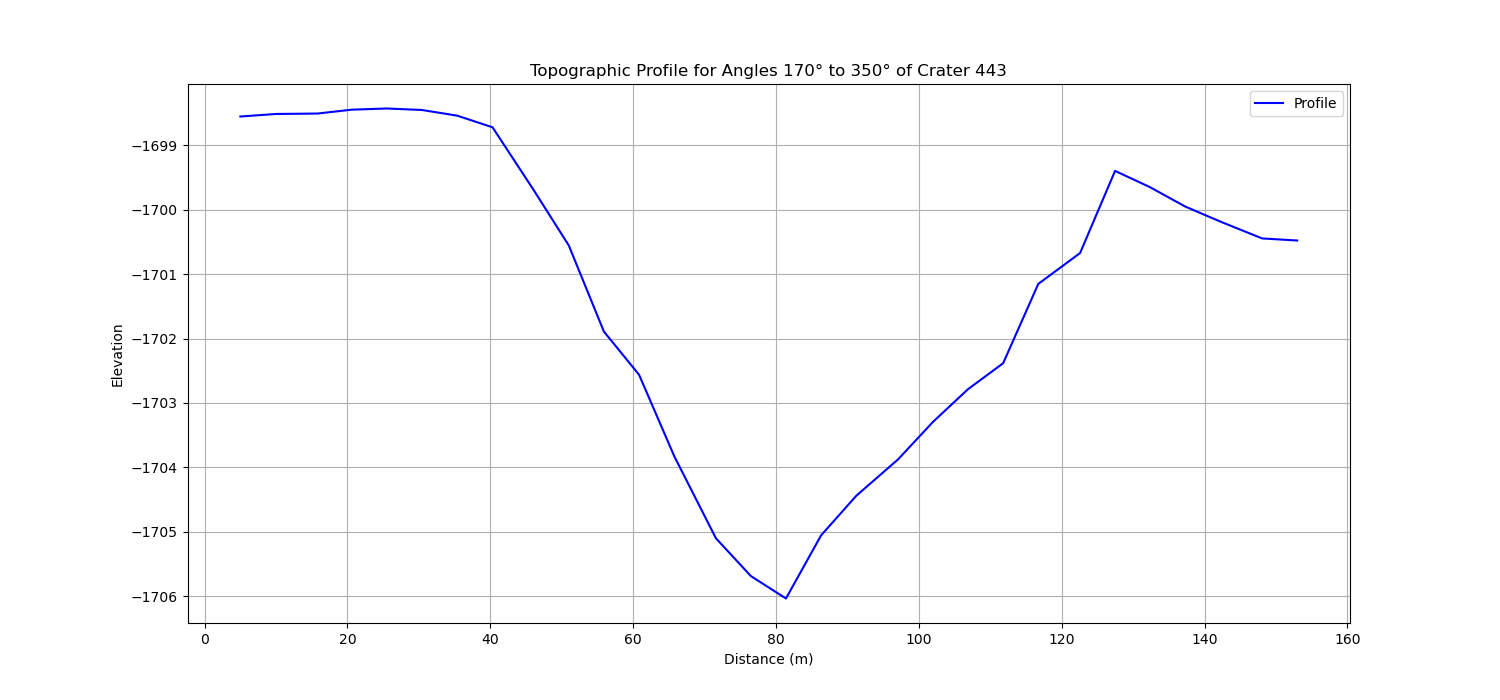 Topographic Profile for Angles 170° to 350° of Crater 443
Profile
−1699
−1700
−1701
−1702
−1703
−1704
−1705
−1706
Elevation
0 20 40 60 80 100 120 140 160
Distance (m)